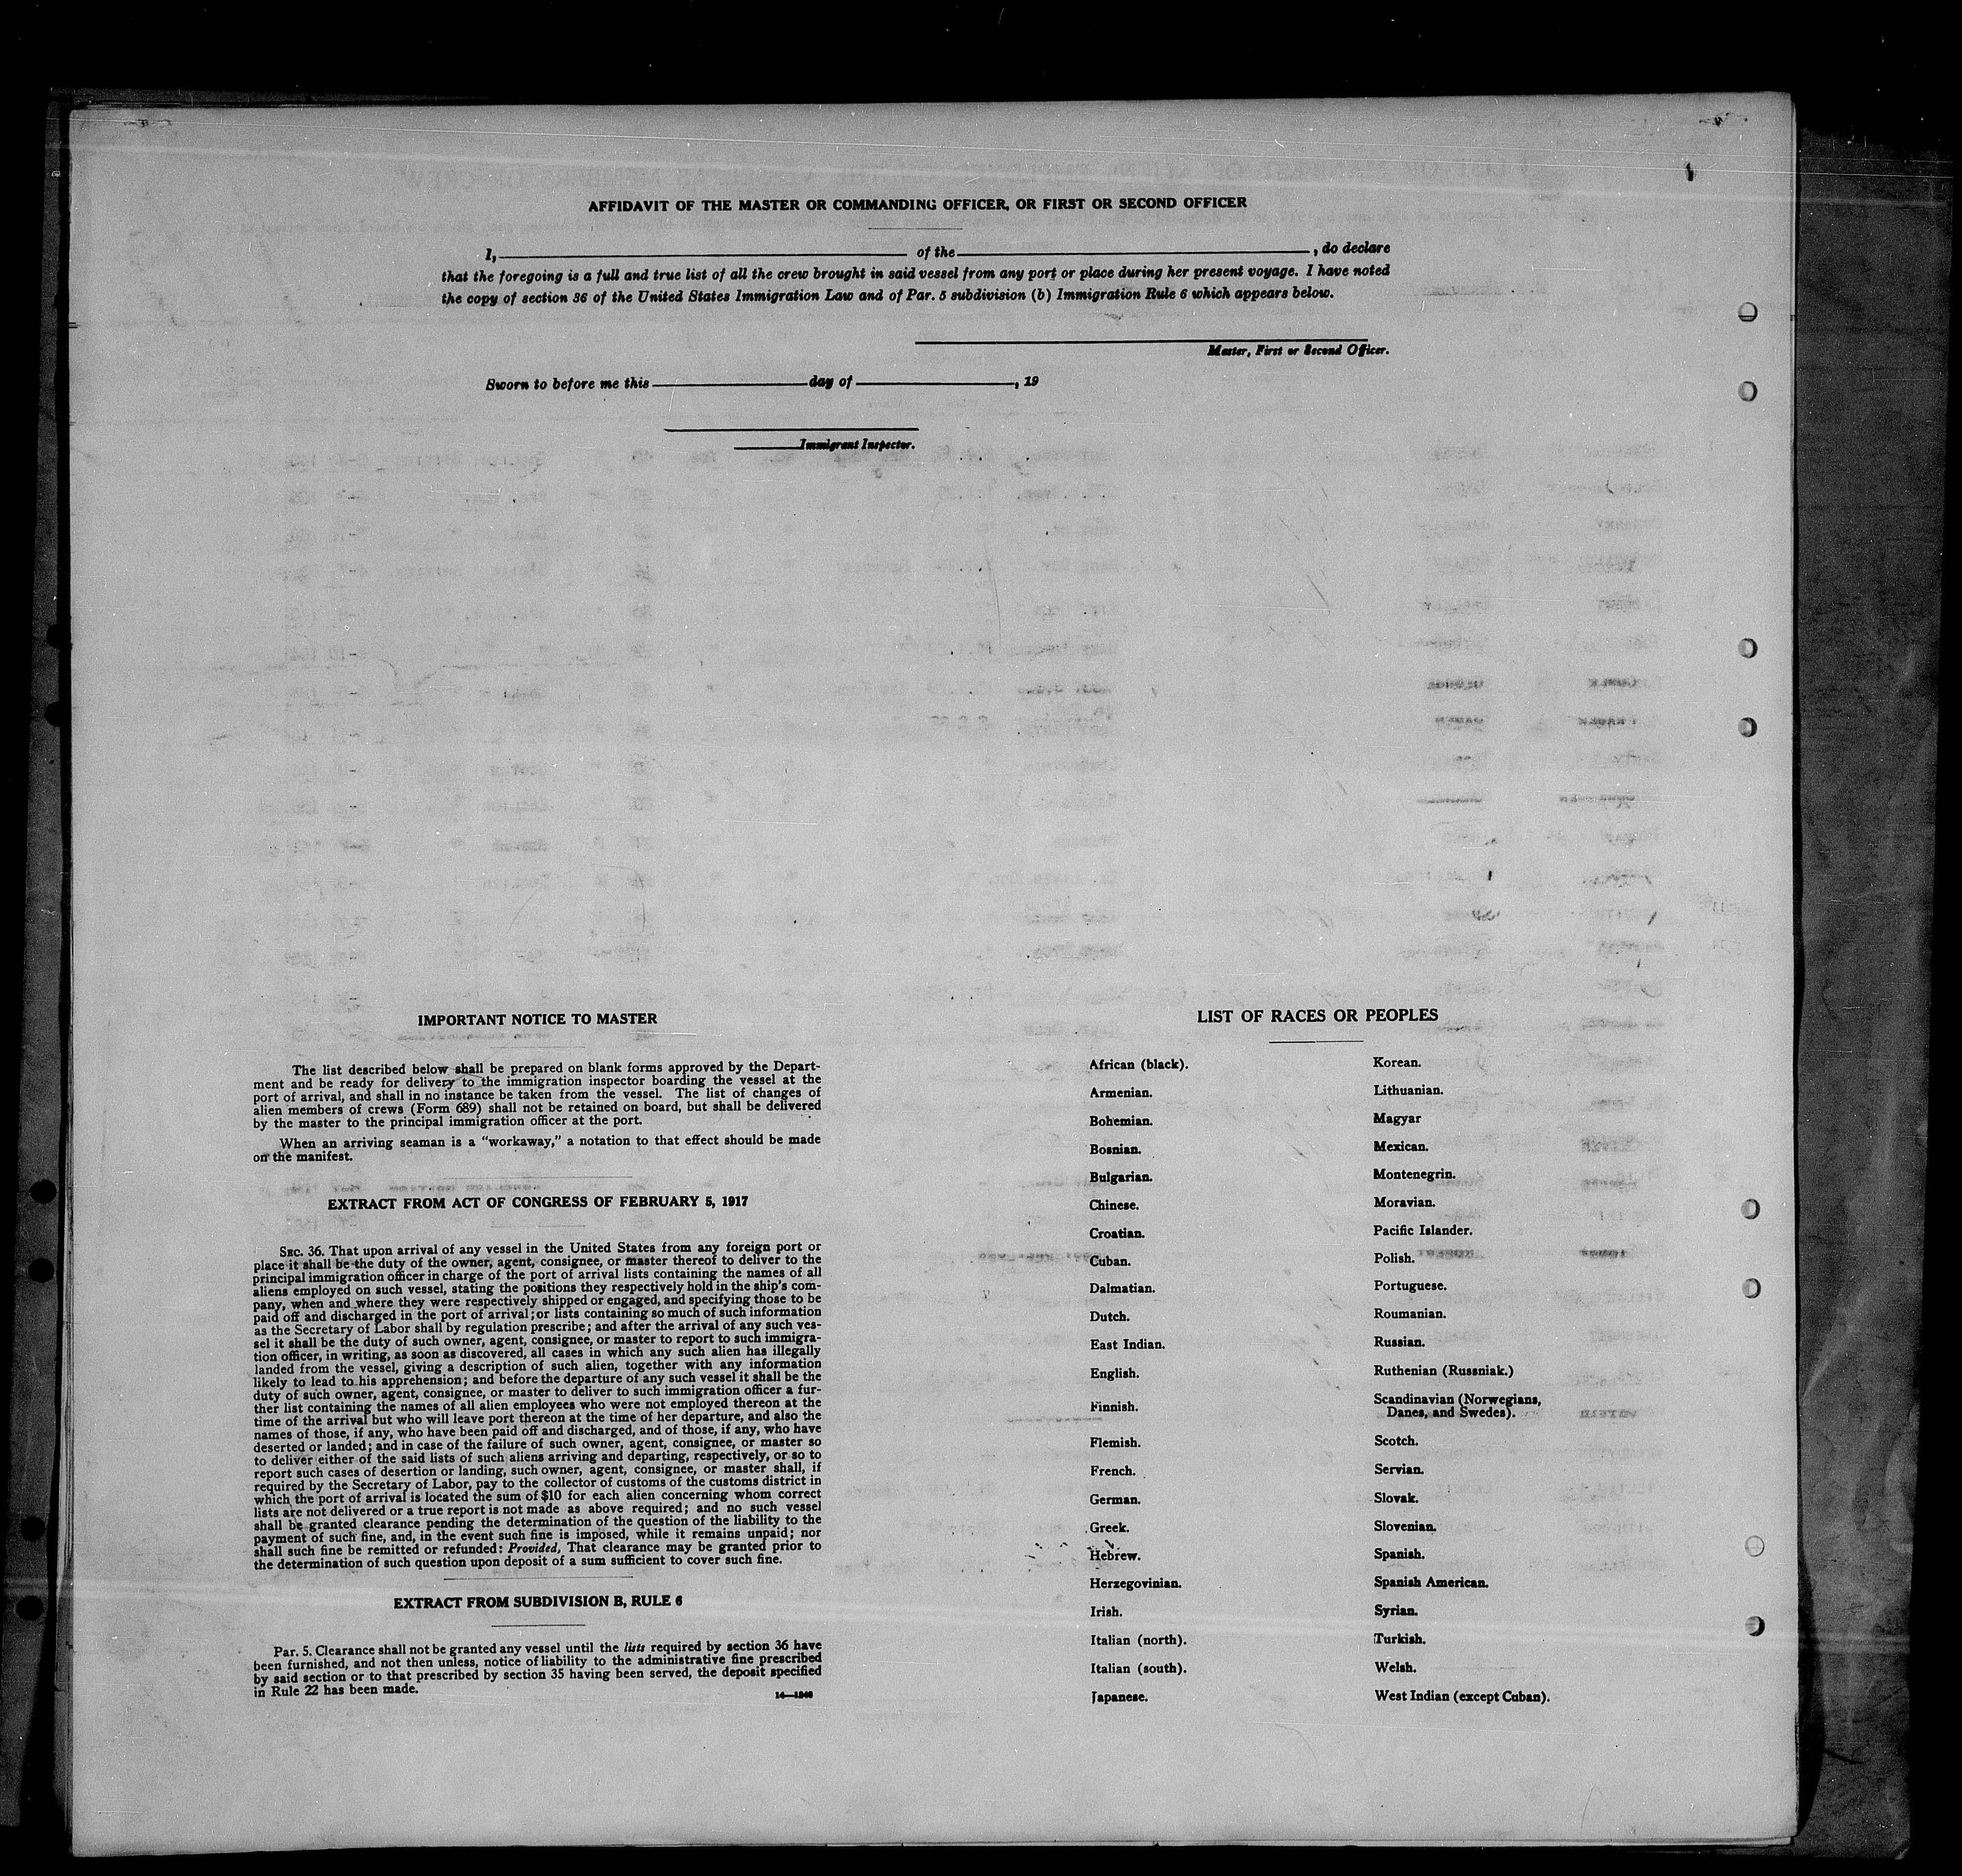 AFFIDAVIT OF THE MASTER OR COMMANDING OFFICER, OR FIRST OR SECOND OFFICER
I, of the , do declare
that the foregoing is a full and true list of all the crew brought in said vessel from any port or place during her present voyage. I have noted
the copy of section 36 of the United States Immigration Law and of Par. 5 subdivision (b) Immigration Rule 6 which appears below.
Master, First or Second Officer.
Sworn to before me this day of , 19
Immigrant Inspector.
IMPORTANT NOTICE TO MASTER
The list described below shall be prepared on blank forms approved by the Depart-
ment and be ready for delivery to the immigration inspector boarding the vessel at the
port of arrival, and shall in no instance be taken from the vessel. The list of changes of
alien members of crews (Form 689) shall not be retained on board, but shall be delivered
by the master to the principal immigration officer at the port.
When an arriving seaman is a "workaway," a notation to that effect should be made
on the manifest.
EXTRACT FROM ACT OF CONGRESS OF FEBRUARY 5, 1917
SEC. 36. That upon arrival of any vessel in the United States from any foreign port or
place it shall be the duty of the owner, agent, consignee, or master thereof to deliver to the
principal immigration officer in charge of the port of arrival lists containing the names of all
aliens employed on such vessel, stating the positions they respectively hold in the ship's com-
pany, when and where they were respectively shipped or engaged, and specifying those to be
paid off and discharged in the port of arrival; or lists containing so much of such information
as the Secretary of Labor shall by regulation prescribe; and after the arrival of any such ves-
sel it shall be the duty of such owner, agent, consignee, or master to report to such immigra-
tion officer, in writing, as soon as discovered, all cases in which any such alien has illegally
landed from the vessel, giving a description of such alien, together with any information
likely to lead to his apprehension; and before the departure of any such vessel it shall be the
duty of such owner, agent, consignee, or master to deliver to such immigration officer a fur-
ther list containing the names of all alien employees who were not employed thereon at the
time of the arrival but who will leave port thereon at the time of her departure, and also the
names of those, if any, who have been paid off and discharged, and of those, if any, who have
deserted or landed; and in case of the failure of such owner, agent, consignee, or master so
to deliver either of the said lists of such aliens arriving and departing, respectively, or so to
report such cases of desertion or landing, such owner, agent, consignee, or master shall, if
required by the Secretary of Labor, pay to the collector of customs of the customs district in
which the port of arrival is located the sum of $10 for each alien concerning whom correct
lists are not delivered or a true report is not made as above required; and no such vessel
shall be granted clearance pending the determination of the question of the liability to the
payment of such fine, and, in the event such fine is imposed, while it remains unpaid; nor
shall such fine be remitted or refunded: Provided, That clearance may be granted prior to
the determination of such question upon deposit of a sum sufficient to cover such fine.
EXTRACT FROM SUBDIVISION B, RULE 6
Par. 5. Clearance shall not be granted any vessel until the lists required by section 36 have
been furnished, and not then unless, notice of liability to the administrative fine prescribed
by said section or to that prescribed by section 35 having been served, the deposit specified
in Rule 22 has been made.
14—1240
LIST OF RACES OR PEOPLES
African (black).
Armenian.
Bohemian.
Bosnian.
Bulgarian.
Chinese.
Croatian.
Cuban.
Dalmatian.
Dutch.
East Indian.
English.
Finnish.
Flemish.
French.
German.
Greek.
Hebrew.
Herzegovinian.
Irish.
Italian (north).
Italian (south).
Japanese.
Korean.
Lithuanian.
Magyar
Mexican.
Montenegrin.
Moravian.
Pacific Islander.
Polish.
Portuguese.
Roumanian.
Russian.
Ruthenian (Russniak.)
Scandinavian (Norwegians,
Danes, and Swedes).
Scotch.
Servian.
Slovak.
Slovenian.
Spanish.
Spanish American.
Syrian.
Turkish.
Welsh.
West Indian (except Cuban).